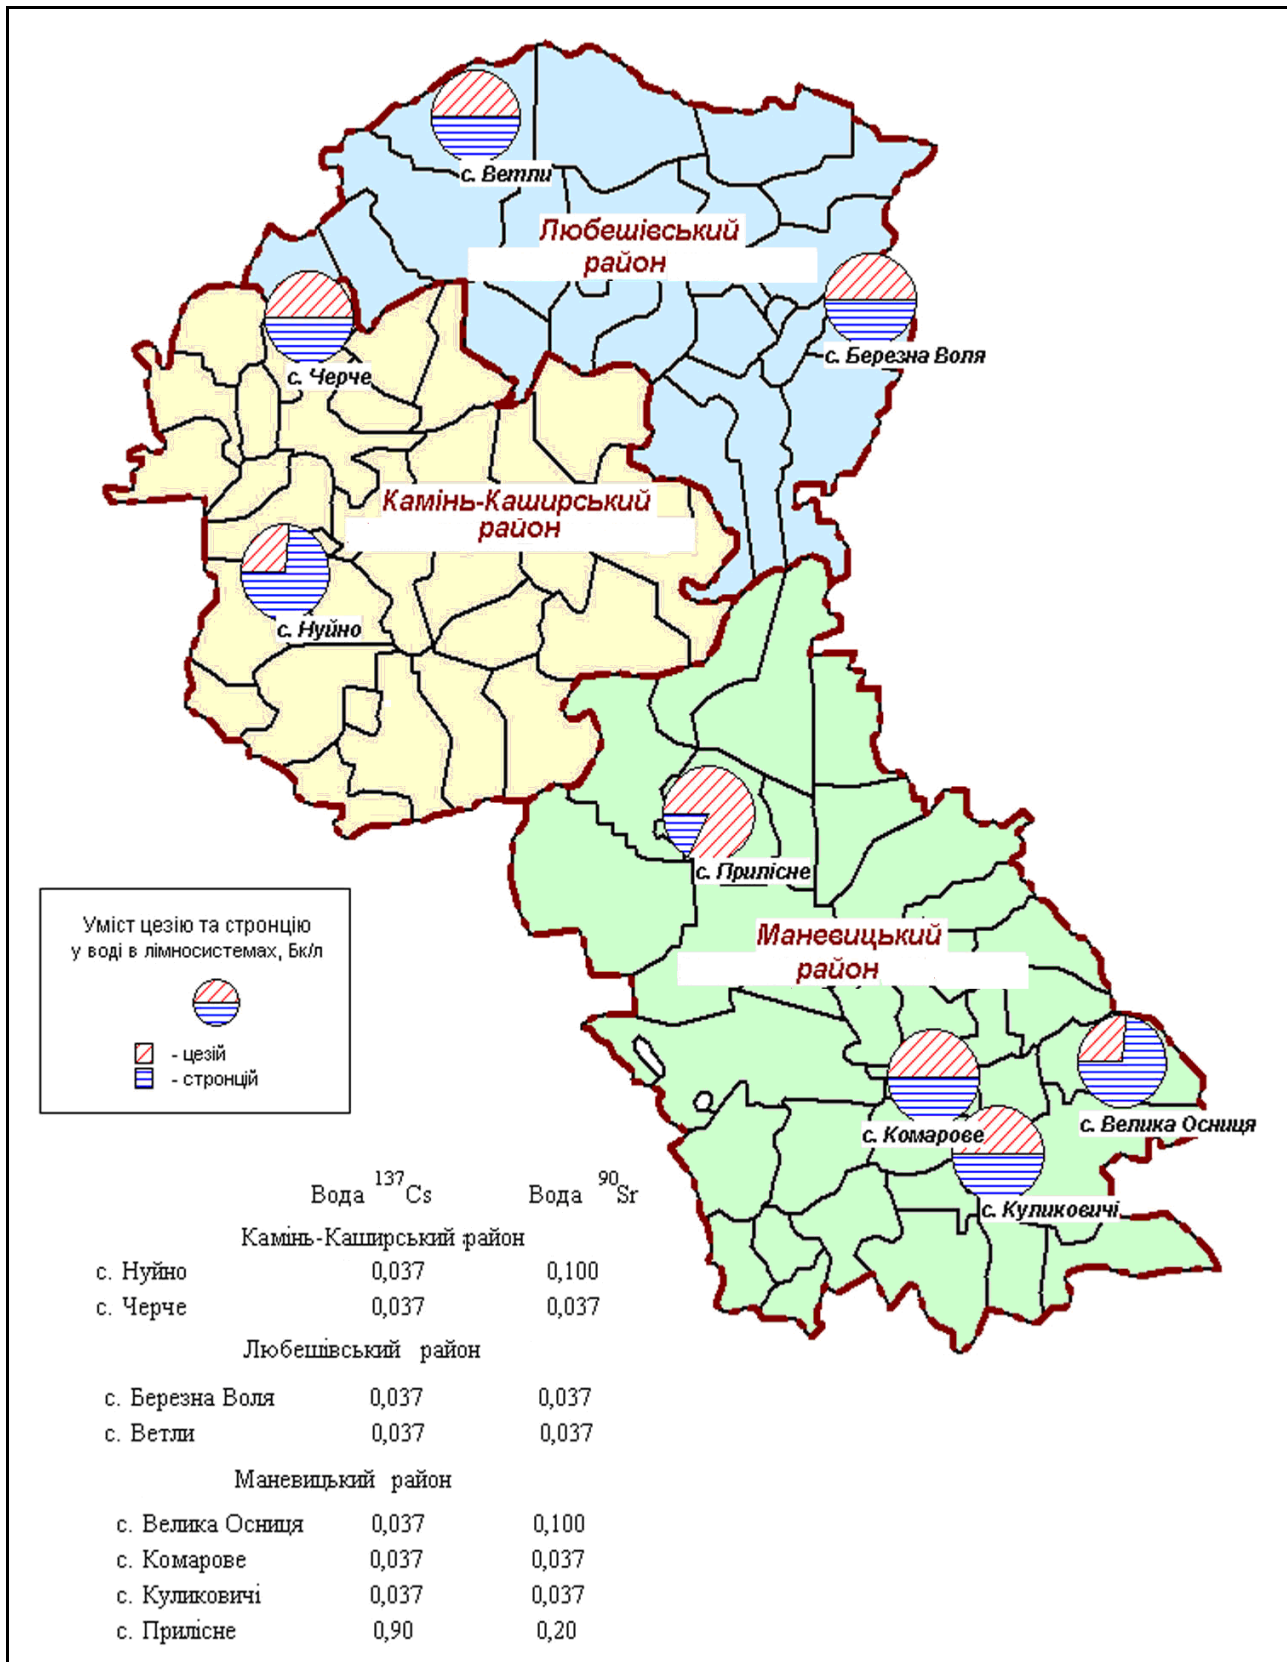 с. Ветли
Любешівський
район
с. Березна Воля
с. Черче
Камінь-Каширський
район
с. Нуйно
с. Прилісне
Маневицький
район
с. Велика Осниця
с. Комарове
с. Куликовичі
Уміст цезію та стронцію
у воді в лімносистемах, Бк/л
- цезій
- стронцій
Вода ¹³⁷Cs Вода ⁹⁰Sr
Камінь-Каширський район
с. Нуйно 0,037 0,100
с. Черче 0,037 0,037
Любешівський район
с. Березна Воля 0,037 0,037
с. Ветли 0,037 0,037
Маневицький район
с. Велика Осниця 0,037 0,100
с. Комарове 0,037 0,037
с. Куликовичі 0,037 0,037
с. Прилісне 0,90 0,20